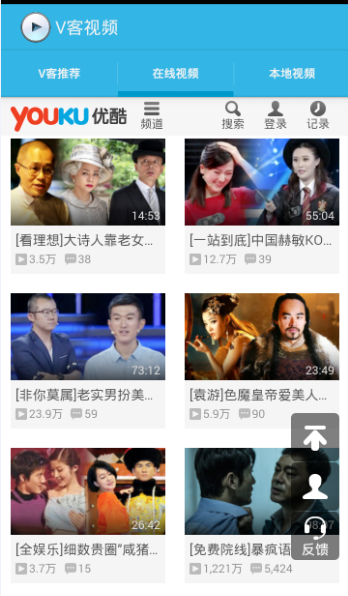 V客视频
V客推荐 在线视频 本地视频
YOUKU 优酷 频道 搜索 登录 记录
14:53 55:04
[看理想]大诗人靠老女... [一站到底]中国赫敏KO...
3.5万 38 12.7万 39
73:12 23:49
[非你莫属]老实男扮美... [袁游]色魔皇帝爱美人...
23.9万 59 5.9万 90
26:42
[全娱乐]细数贵圈“咸猪... [免费院线]暴疯语
3.7万 15 1,221万 5,424
反馈